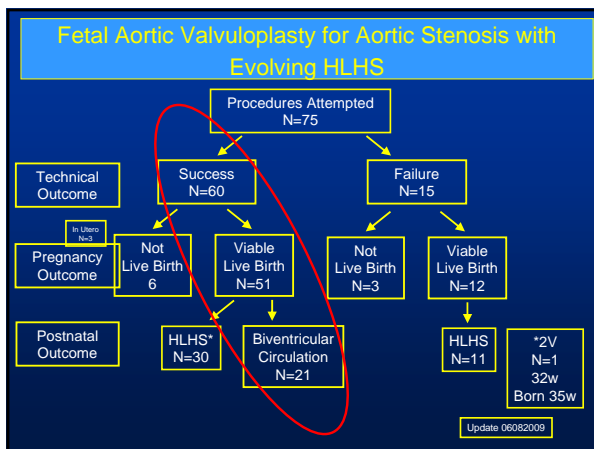 Fetal Aortic Valvuloplasty for Aortic Stenosis with
Evolving HLHS
Procedures Attempted
N=75
Technical
Outcome
Success
N=60
Failure
N=15
In Utero
N=3
Pregnancy
Outcome
Not
Live Birth
6
Viable
Live Birth
N=51
Not
Live Birth
N=3
Viable
Live Birth
N=12
Postnatal
Outcome
HLHS*
N=30
Biventricular
Circulation
N=21
HLHS
N=11
*2V
N=1
32w
Born 35w
Update 06082009